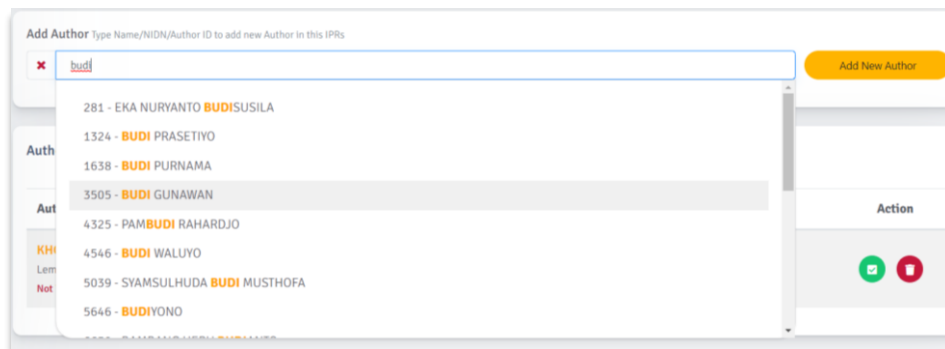 Add Author Type Name/NIDN/Author ID to add new Author in this IPRs
budi
Add New Author
281 - EKA NURYANTO BUDISUSILA
1324 - BUDI PRASETIYO
Auth
1638 - BUDI PURNAMA
3505 - BUDI GUNAWAN
Aut
Action
4325 - PAMBUDI RAHARDJO
KH
4546 - BUDI WALUYO
Lem
5039 - SYAMSULHUDA BUDI MUSTHOFA
Not
5646 - BUDIYONO